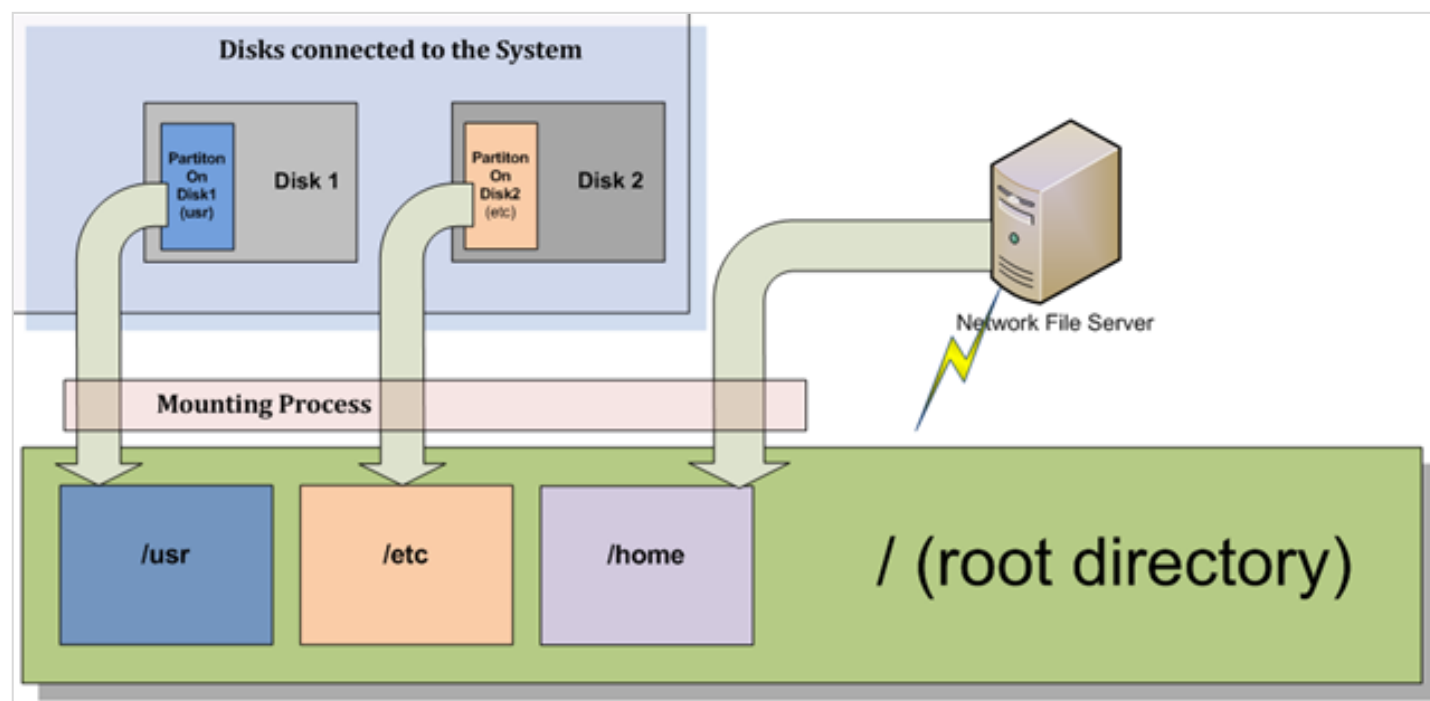 Disks connected to the System
Partiton
On
Disk1
(usr)
Disk 1
Partiton
On
Disk2
(etc)
Disk 2
Network File Server
Mounting Process
/usr
/etc
/home
/ (root directory)